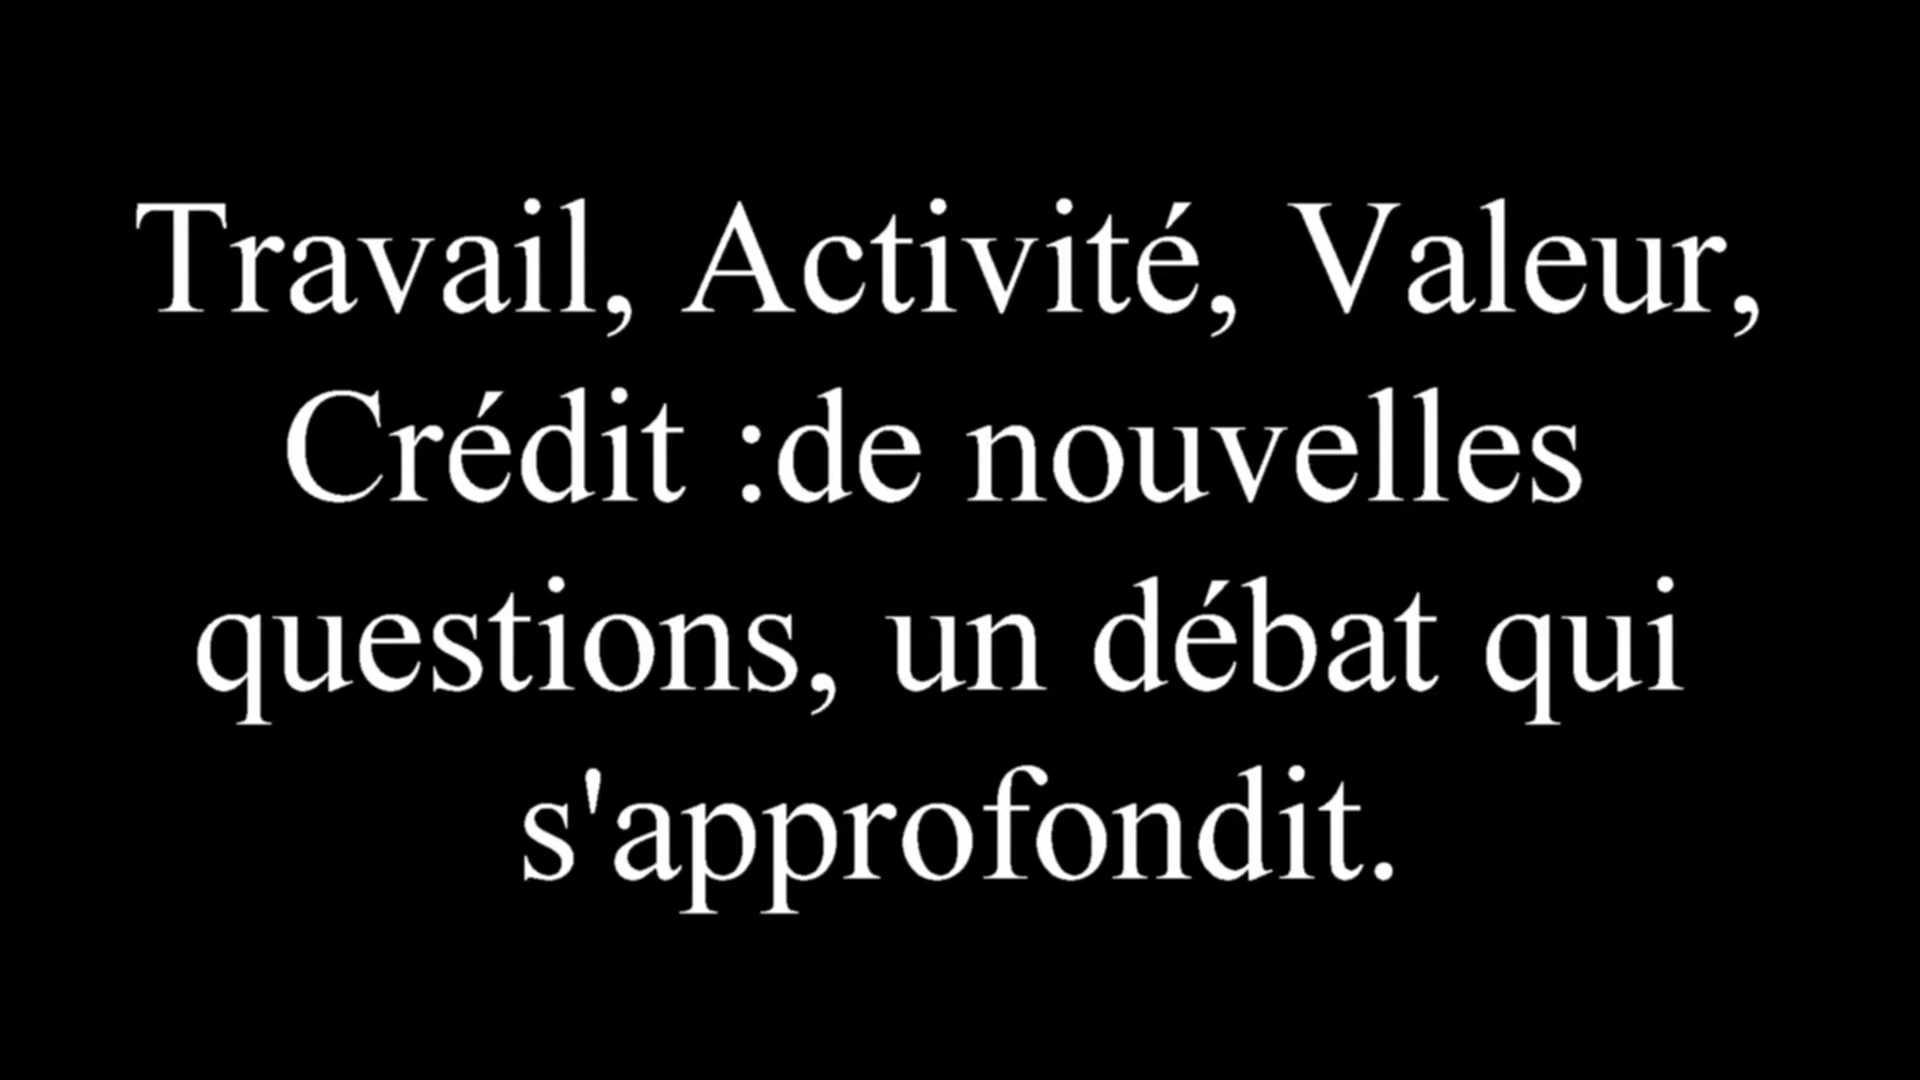 Travail, Activité, Valeur,
Crédit :de nouvelles
questions, un débat qui
s'approfondit.